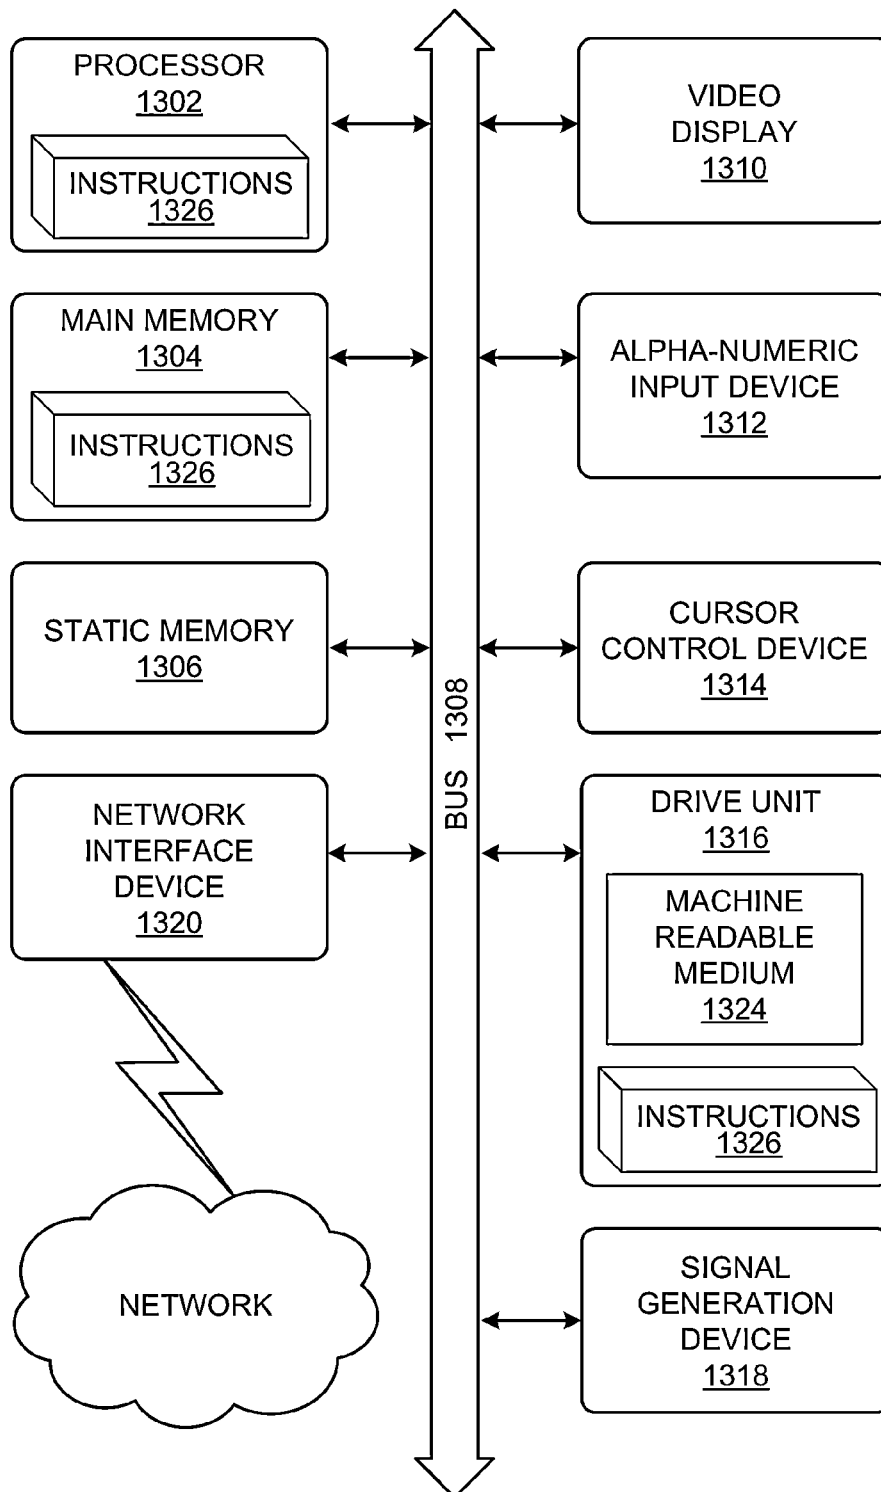 PROCESSOR
1302
INSTRUCTIONS
1326
MAIN MEMORY
1304
INSTRUCTIONS
1326
STATIC MEMORY
1306
NETWORK
INTERFACE
DEVICE
1320
NETWORK
BUS 1308
VIDEO
DISPLAY
1310
ALPHA-NUMERIC
INPUT DEVICE
1312
CURSOR
CONTROL DEVICE
1314
DRIVE UNIT
1316
MACHINE
READABLE
MEDIUM
1324
INSTRUCTIONS
1326
SIGNAL
GENERATION
DEVICE
1318